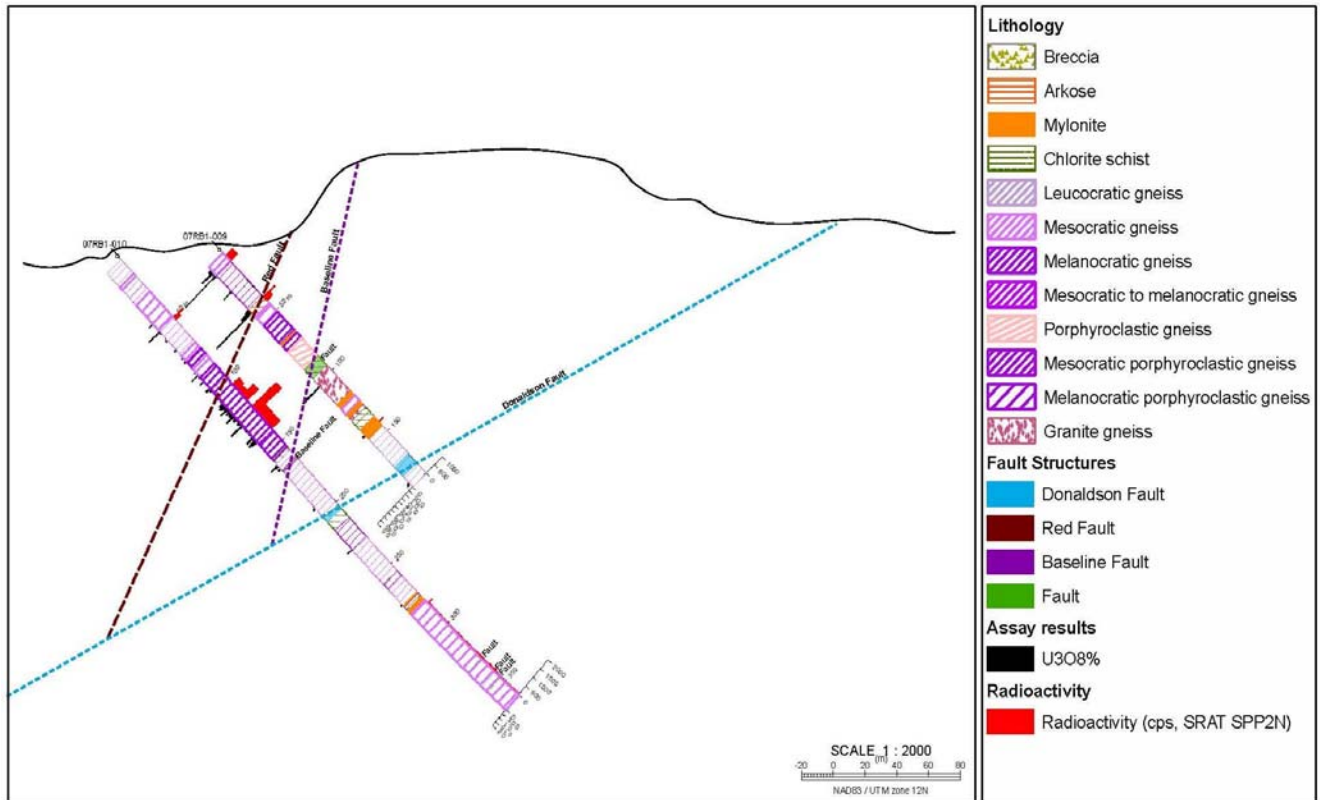 07RB1-010
07RB1-009
Red Fault
Baseline Fault
Fault
Donaldson Fault
Baseline Fault
Fault
Fault
Fault
SCALE 1 : 2000
(m)
-20 0 20 40 60 80
NAD83 / UTM zone 12N
Lithology
Breccia
Arkose
Mylonite
Chlorite schist
Leucocratic gneiss
Mesocratic gneiss
Melanocratic gneiss
Mesocratic to melanocratic gneiss
Porphyroclastic gneiss
Mesocratic porphyroclastic gneiss
Melanocratic porphyroclastic gneiss
Granite gneiss
Fault Structures
Donaldson Fault
Red Fault
Baseline Fault
Fault
Assay results
U3O8%
Radioactivity
Radioactivity (cps, SRAT SPP2N)